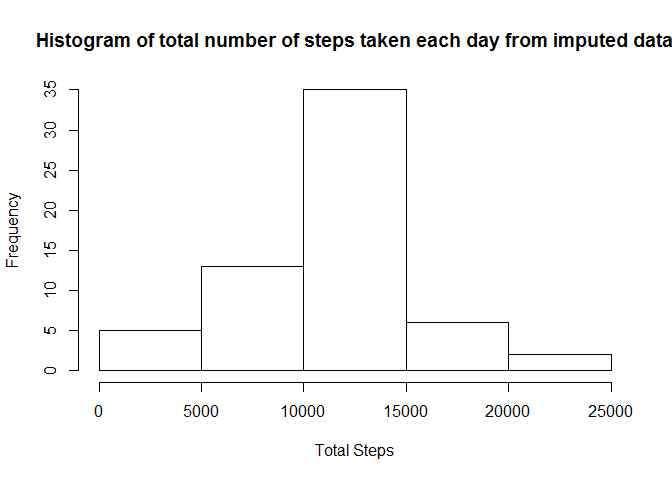 Histogram of total number of steps taken each day from imputed data
Frequency
35
30
25
20
15
10
5
0
0 5000 10000 15000 20000 25000
Total Steps